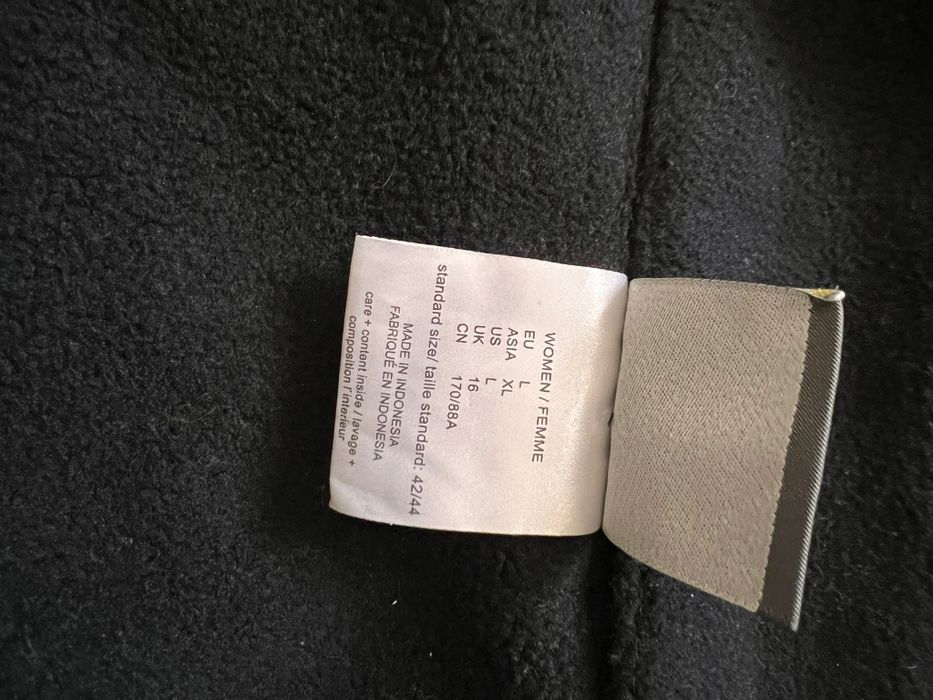 WOMEN / FEMME
EU L
ASIA XL
US L
UK 16
CN 170/88A
standard size/ taille standard: 42/44
MADE IN INDONESIA
FABRIQUÉ EN INDONESIA
care + content inside / lavage +
composition l'interieur